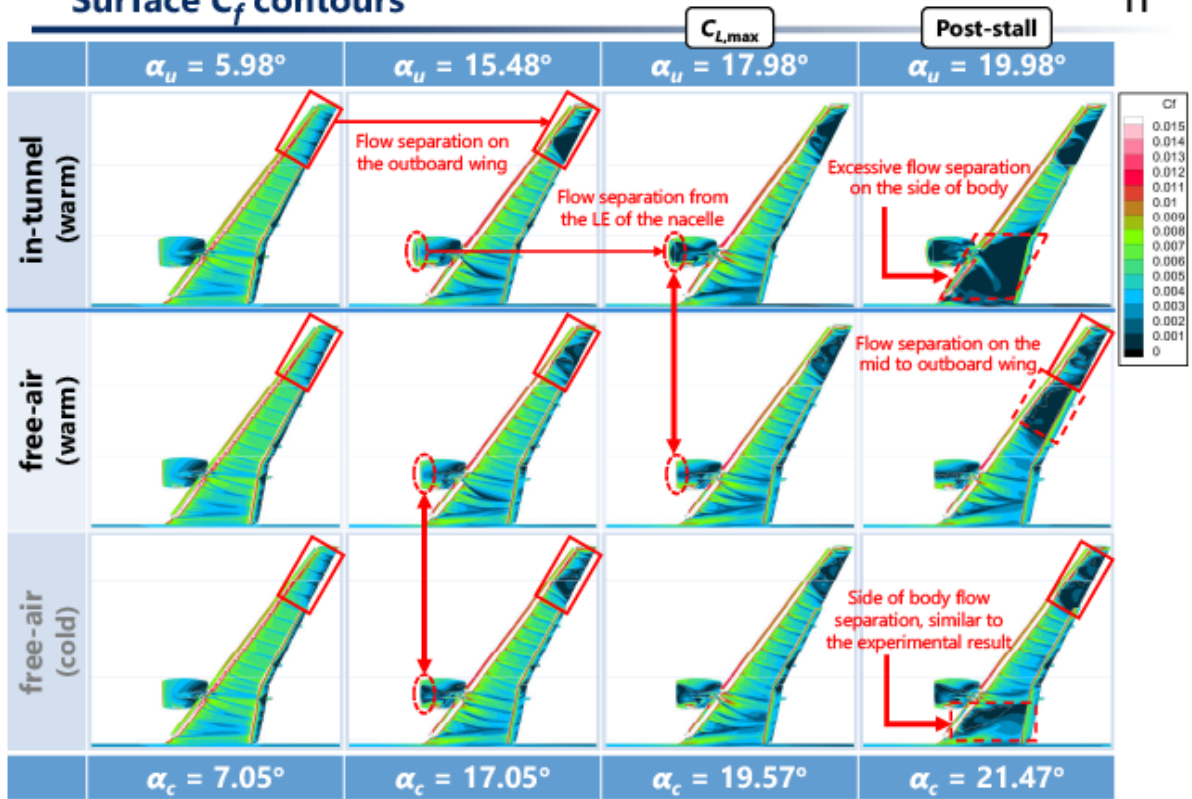 Surface Cf contours
11
CL,max
Post-stall
αu = 5.98°
αu = 15.48°
αu = 17.98°
αu = 19.98°
in-tunnel
(warm)
Flow separation on
the outboard wing
Flow separation from
the LE of the nacelle
Excessive flow separation
on the side of body
Cf
0.015
0.014
0.013
0.012
0.011
0.01
0.009
0.008
0.007
0.006
0.005
0.004
0.003
0.002
0.001
0
free-air
(warm)
Flow separation on the
mid to outboard wing
free-air
(cold)
Side of body flow
separation, similar to
the experimental result
αc = 7.05°
αc = 17.05°
αc = 19.57°
αc = 21.47°